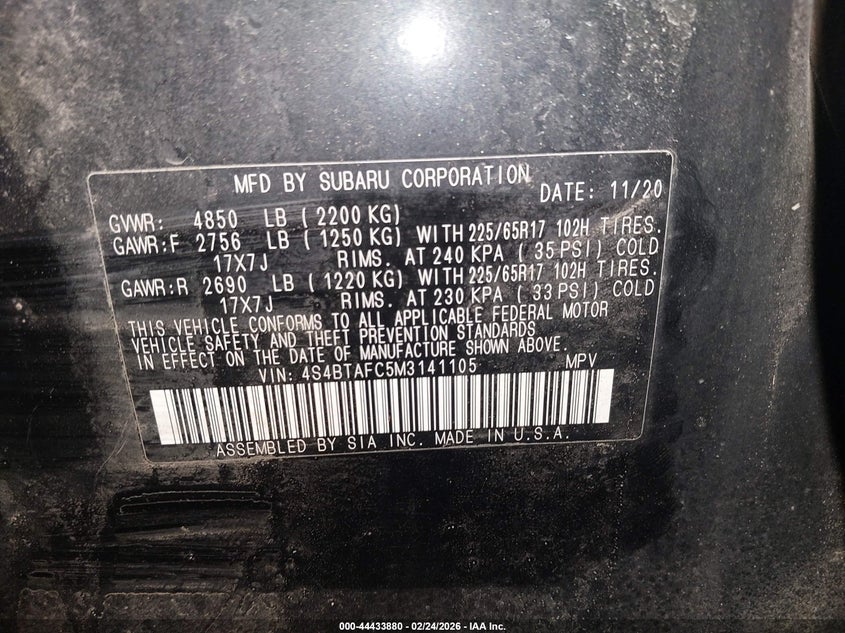 MFD BY SUBARU CORPORATION
DATE: 11/20
GVWR: 4850 LB (2200 KG)
GAWR:F 2756 LB (1250 KG) WITH 225/65R17 102H TIRES.
17X7J RIMS. AT 240 KPA (35 PSI) COLD
GAWR:R 2690 LB (1220 KG) WITH 225/65R17 102H TIRES.
17X7J RIMS. AT 230 KPA (33 PSI) COLD
THIS VEHICLE CONFORMS TO ALL APPLICABLE FEDERAL MOTOR
VEHICLE SAFETY AND THEFT PREVENTION STANDARDS
IN EFFECT ON THE DATE OF MANUFACTURE SHOWN ABOVE.
VIN: 4S4BTAFC5M3141105 MPV
ASSEMBLED BY SIA INC. MADE IN U.S.A.
000-44433880 - 02/24/2026 - IAA Inc.